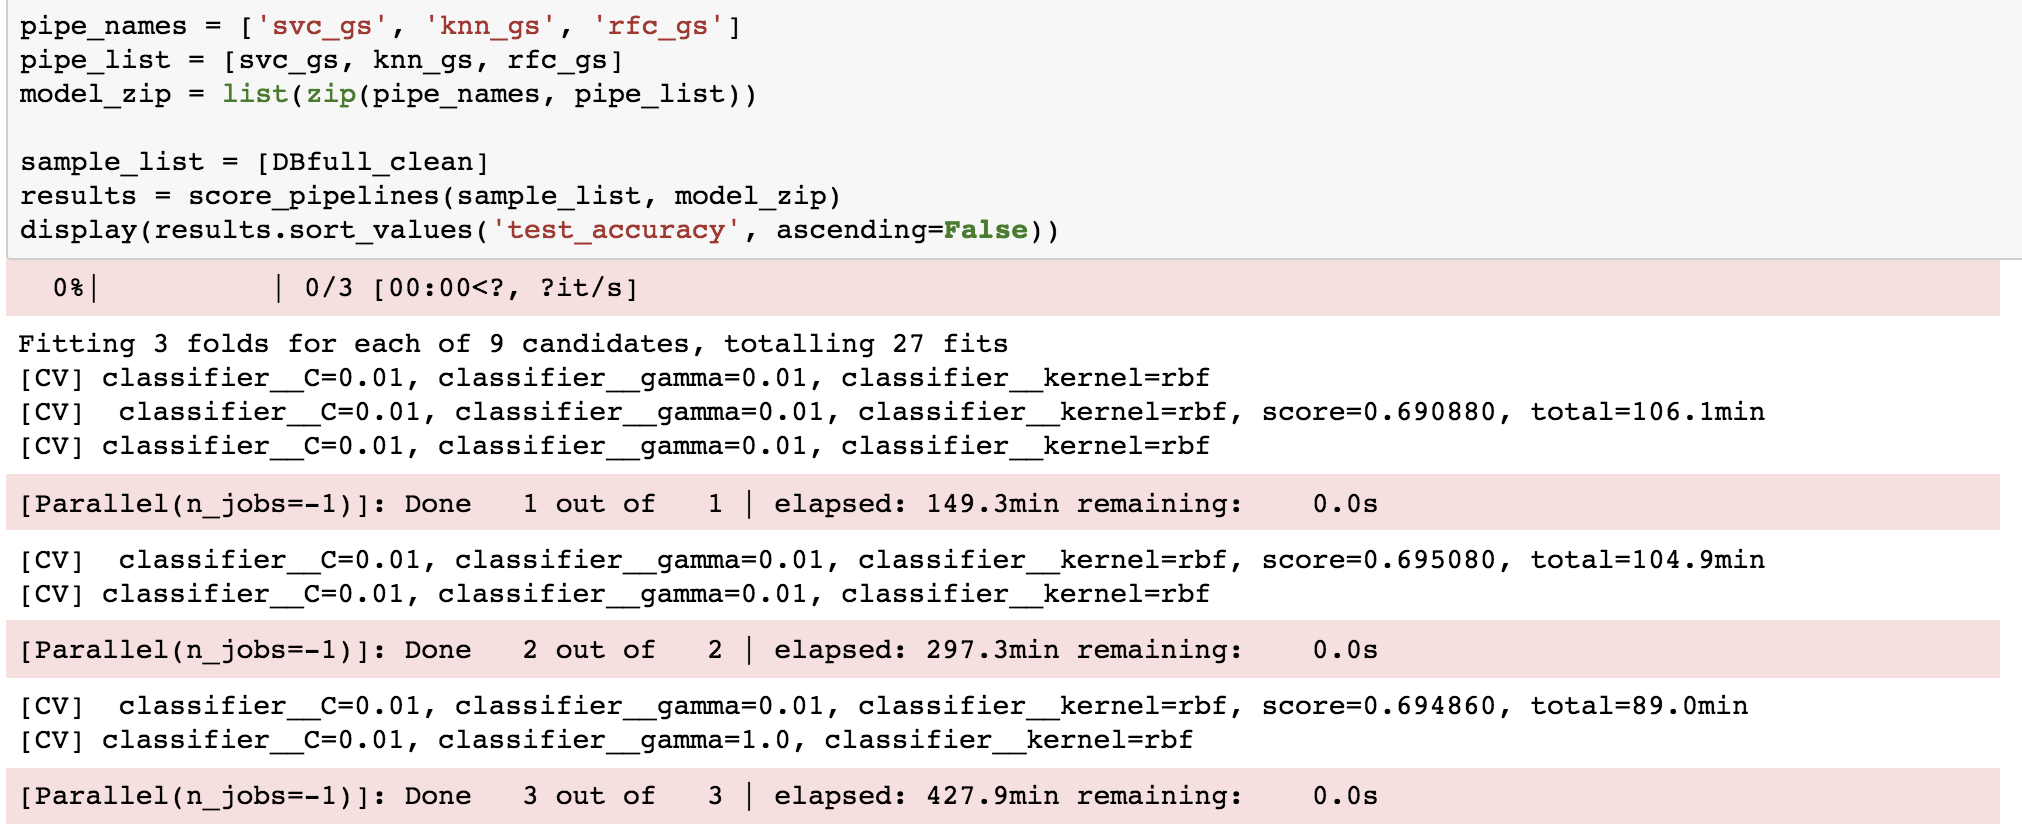 pipe_names = ['svc_gs', 'knn_gs', 'rfc_gs']
pipe_list = [svc_gs, knn_gs, rfc_gs]
model_zip = list(zip(pipe_names, pipe_list))
sample_list = [DBfull_clean]
results = score_pipelines(sample_list, model_zip)
display(results.sort_values('test_accuracy', ascending=False))
0%|          | 0/3 [00:00<?, ?it/s]
Fitting 3 folds for each of 9 candidates, totalling 27 fits
[CV] classifier__C=0.01, classifier__gamma=0.01, classifier__kernel=rbf
[CV]  classifier__C=0.01, classifier__gamma=0.01, classifier__kernel=rbf, score=0.690880, total=106.1min
[CV] classifier__C=0.01, classifier__gamma=0.01, classifier__kernel=rbf
[Parallel(n_jobs=-1)]: Done   1 out of   1 | elapsed: 149.3min remaining:    0.0s
[CV]  classifier__C=0.01, classifier__gamma=0.01, classifier__kernel=rbf, score=0.695080, total=104.9min
[CV] classifier__C=0.01, classifier__gamma=0.01, classifier__kernel=rbf
[Parallel(n_jobs=-1)]: Done   2 out of   2 | elapsed: 297.3min remaining:    0.0s
[CV]  classifier__C=0.01, classifier__gamma=0.01, classifier__kernel=rbf, score=0.694860, total=89.0min
[CV] classifier__C=0.01, classifier__gamma=1.0, classifier__kernel=rbf
[Parallel(n_jobs=-1)]: Done   3 out of   3 | elapsed: 427.9min remaining:    0.0s